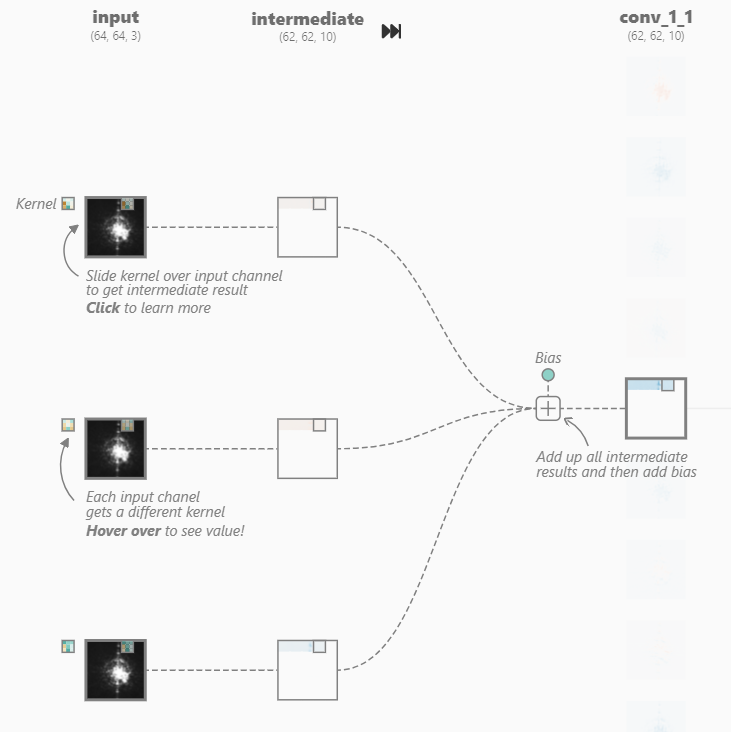 input
(64, 64, 3)
intermediate
(62, 62, 10)
conv_1_1
(62, 62, 10)
Kernel
Slide kernel over input channel
to get intermediate result
Click to learn more
Bias
Add up all intermediate
results and then add bias
Each input chanel
gets a different kernel
Hover over to see value!